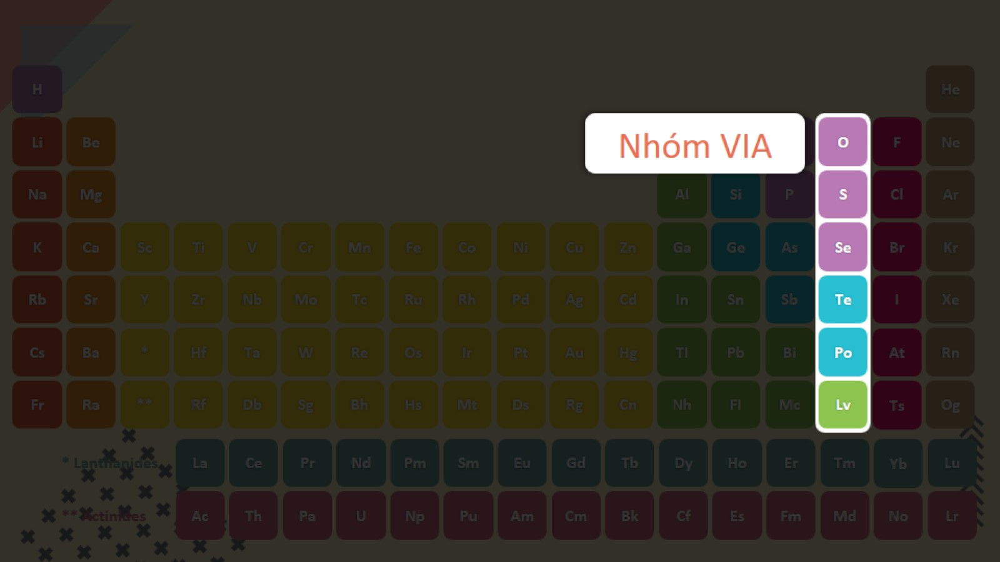 H He
Li Be Nhóm VIA O F Ne
Na Mg Al Si P S Cl Ar
K Ca Sc Ti V Cr Mn Fe Co Ni Cu Zn Ga Ge As Se Br Kr
Rb Sr Y Zr Nb Mo Tc Ru Rh Pd Ag Cd In Sn Sb Te I Xe
Cs Ba * Hf Ta W Re Os Ir Pt Au Hg Tl Pb Bi Po At Rn
Fr Ra ** Rf Db Sg Bh Hs Mt Ds Rg Cn Nh Fl Mc Lv Ts Og
* Lanthanides La Ce Pr Nd Pm Sm Eu Gd Tb Dy Ho Er Tm Yb Lu
** Actinides Ac Th Pa U Np Pu Am Cm Bk Cf Es Fm Md No Lr